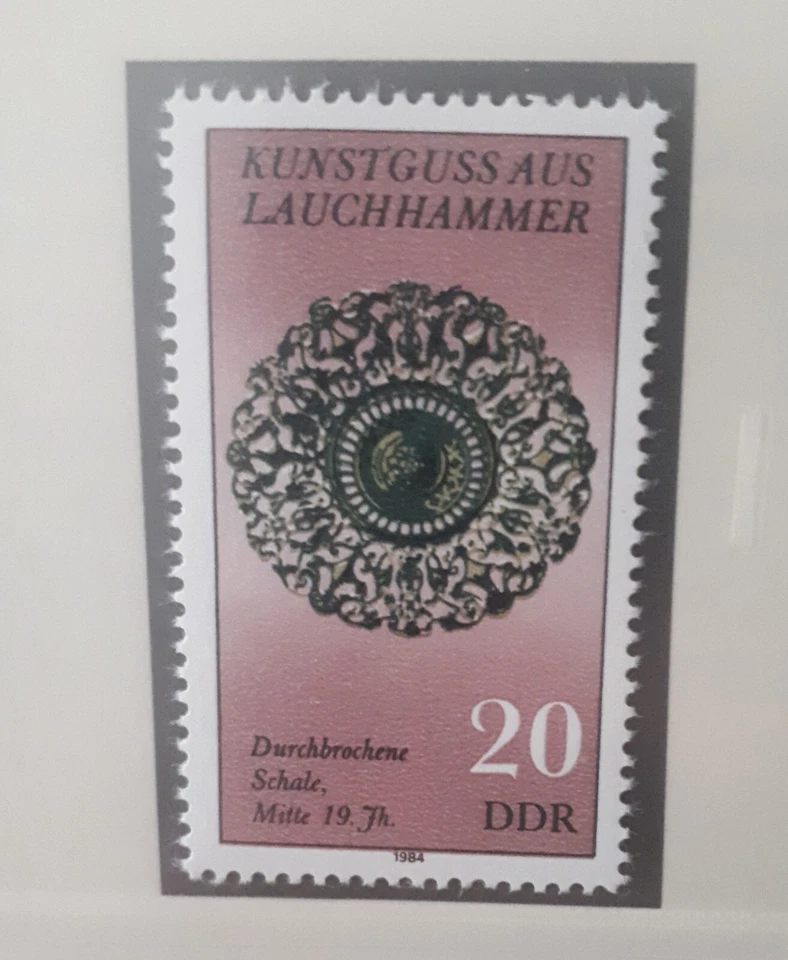 KUNSTGUSS AUS
LAUCHHAMMER
Durchbrochene
Schale,
Mitte 19. Jh.
20
DDR
1984